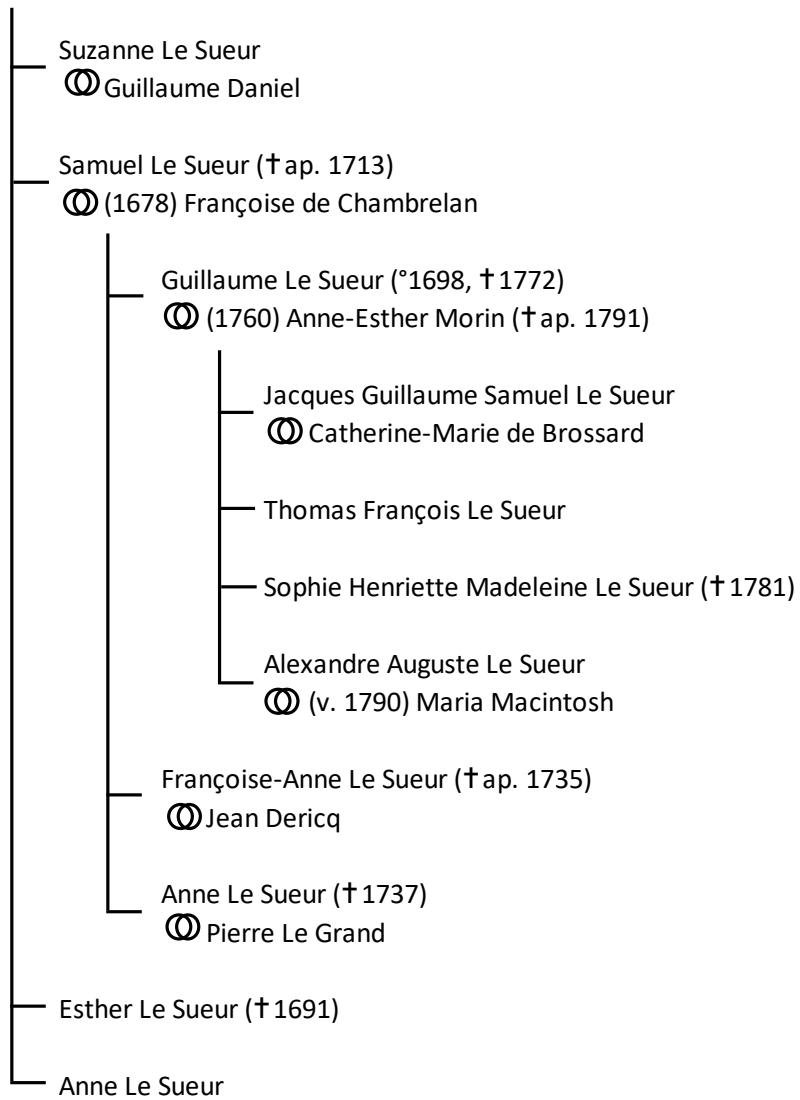 Suzanne Le Sueur
Guillaume Daniel
Samuel Le Sueur (†ap. 1713)
(1678) Françoise de Chambrelan
Guillaume Le Sueur (°1698, †1772)
(1760) Anne-Esther Morin (†ap. 1791)
Jacques Guillaume Samuel Le Sueur
Catherine-Marie de Brossard
Thomas François Le Sueur
Sophie Henriette Madeleine Le Sueur (†1781)
Alexandre Auguste Le Sueur
(v. 1790) Maria Macintosh
Françoise-Anne Le Sueur (†ap. 1735)
Jean Dericq
Anne Le Sueur (†1737)
Pierre Le Grand
Esther Le Sueur (†1691)
Anne Le Sueur